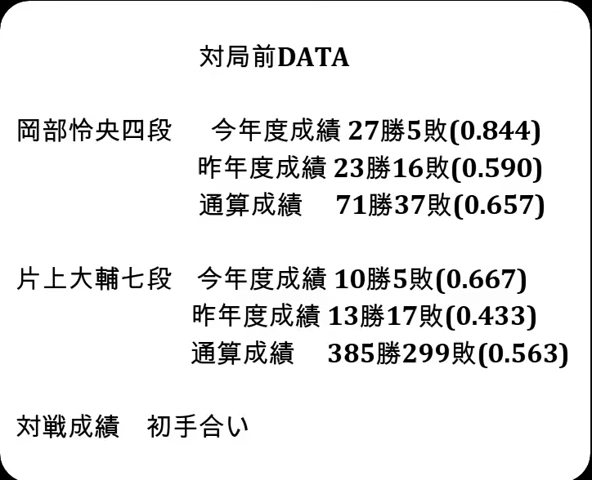 対局前DATA
岡部怜央四段 今年度成績 27勝5敗(0.844)
昨年度成績 23勝16敗(0.590)
通算成績 71勝37敗(0.657)
片上大輔七段 今年度成績 10勝5敗(0.667)
昨年度成績 13勝17敗(0.433)
通算成績 385勝299敗(0.563)
対戦成績 初手合い